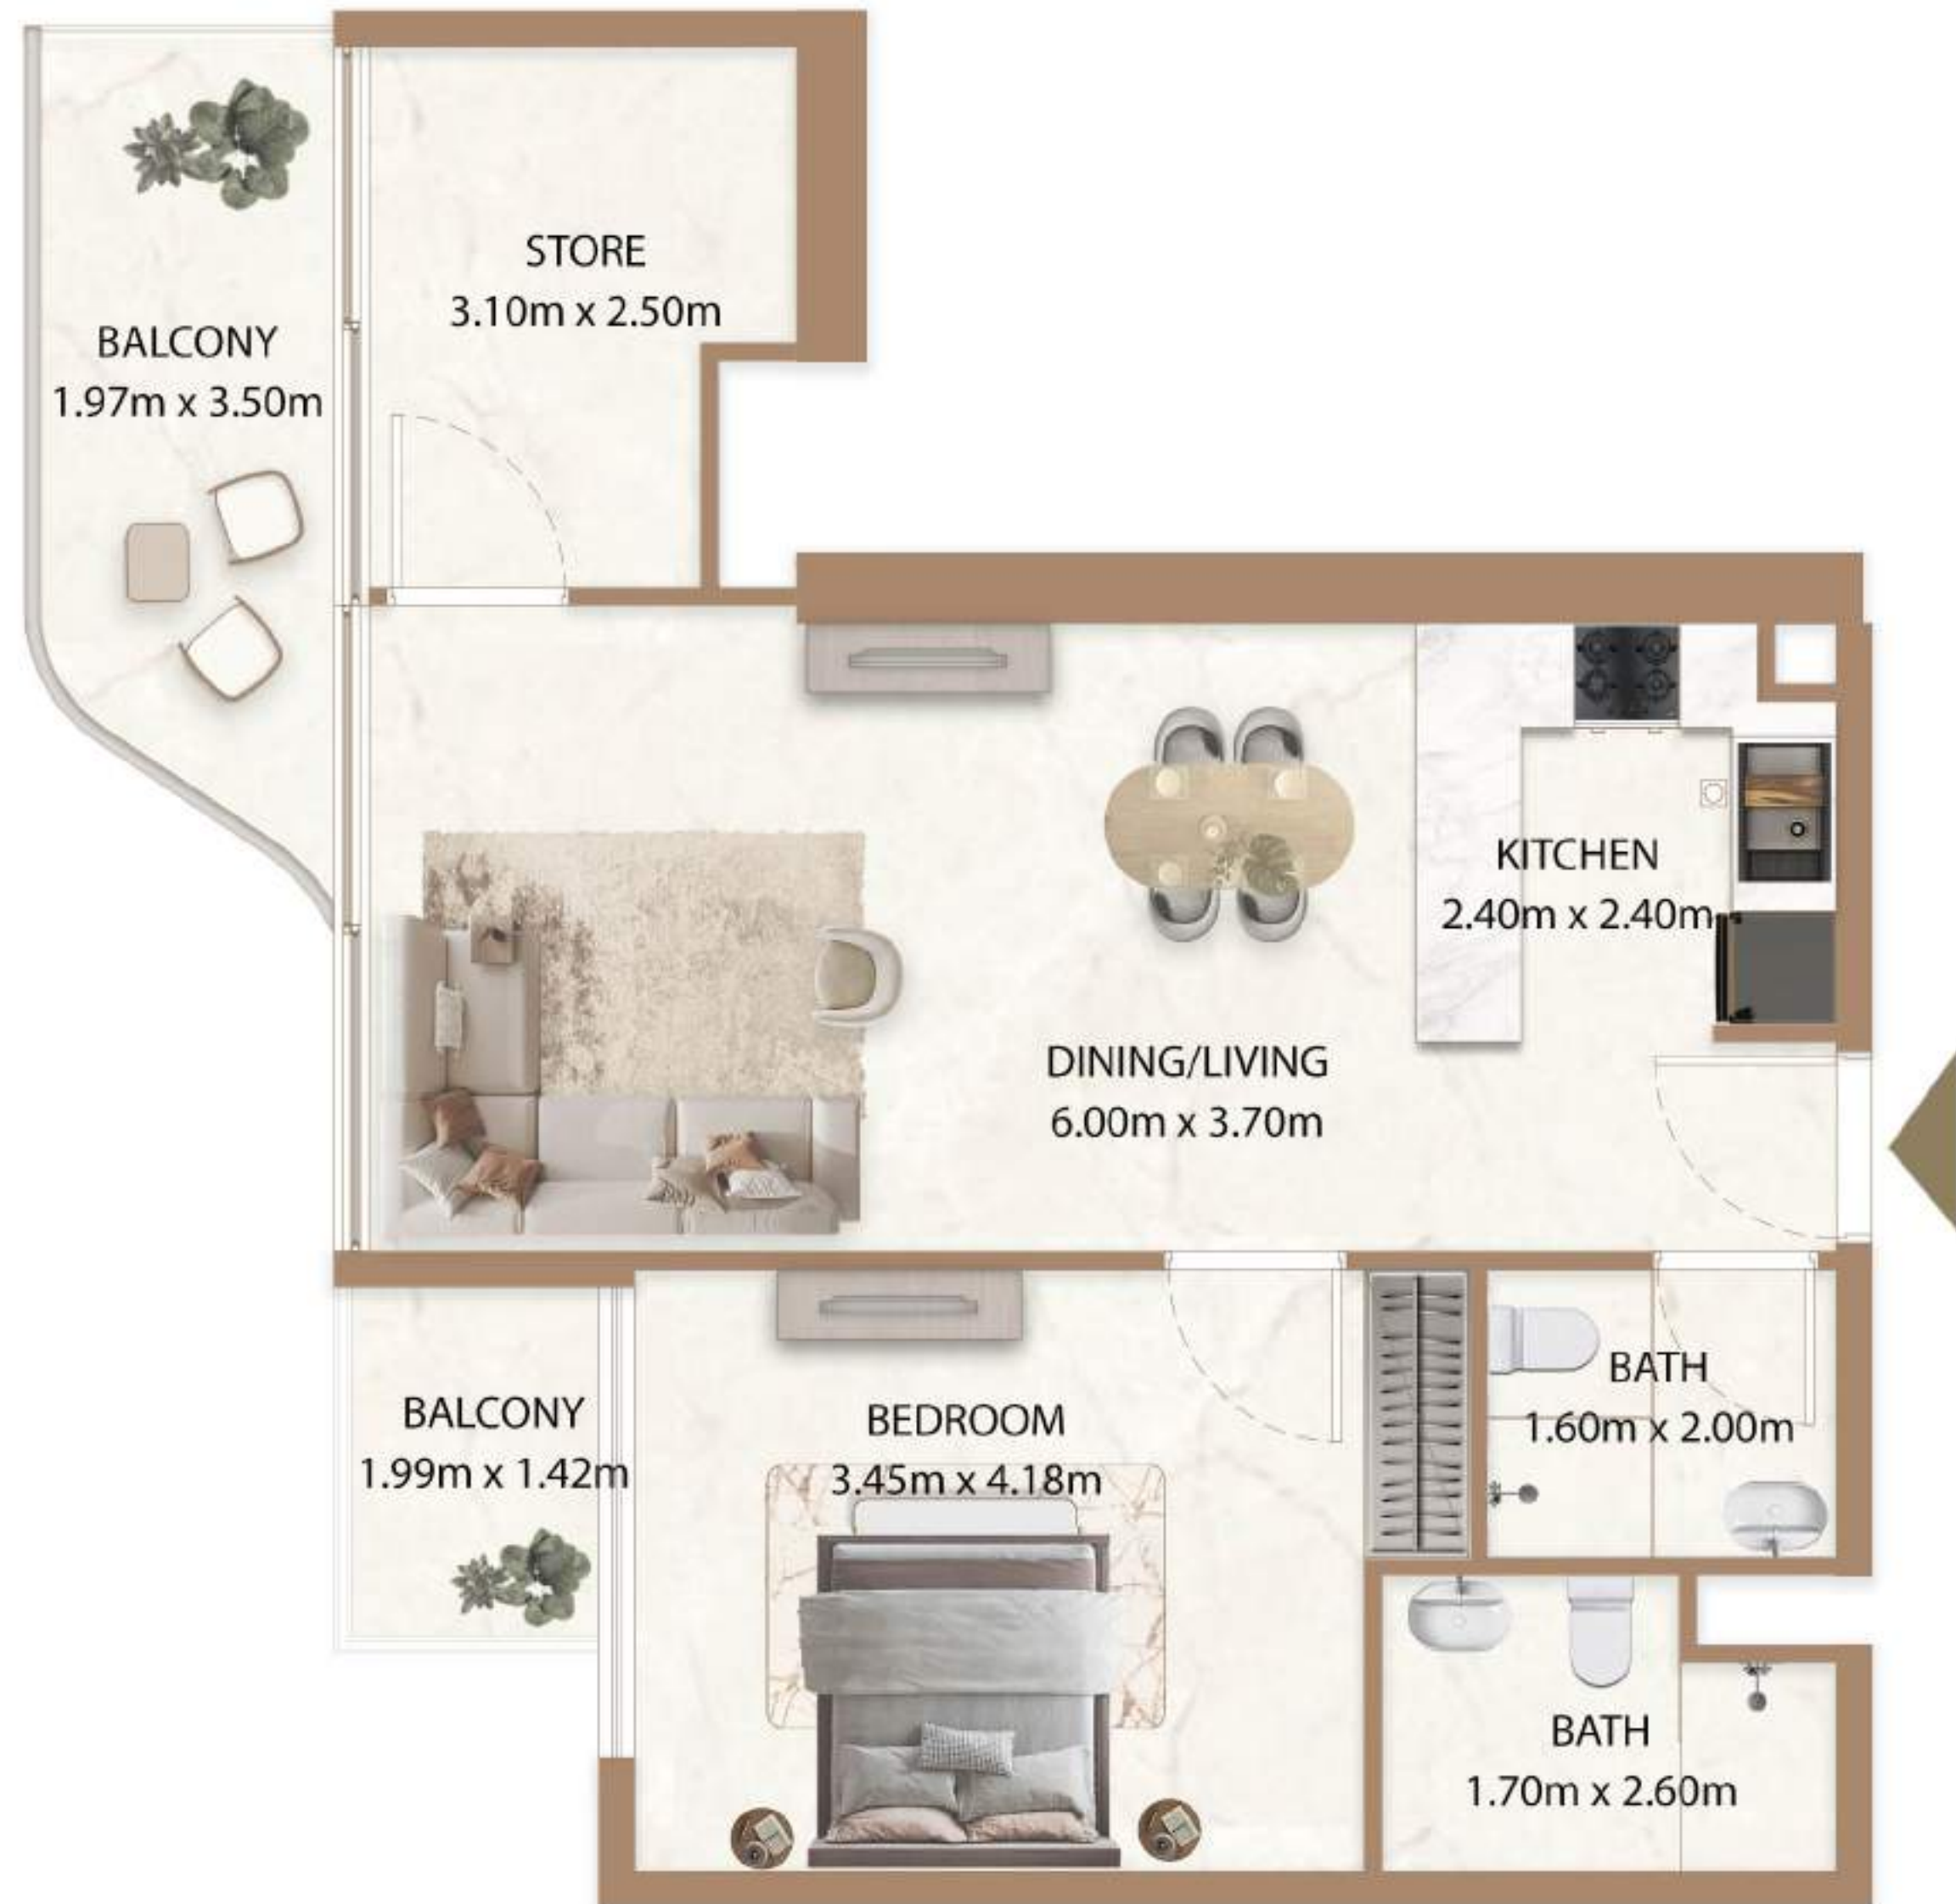 STORE
3.10m x 2.50m
BALCONY
1.97m x 3.50m
KITCHEN
2.40m x 2.40m
DINING/LIVING
6.00m x 3.70m
BATH
1.60m x 2.00m
BALCONY
1.99m x 1.42m
BEDROOM
3.45m x 4.18m
BATH
1.70m x 2.60m